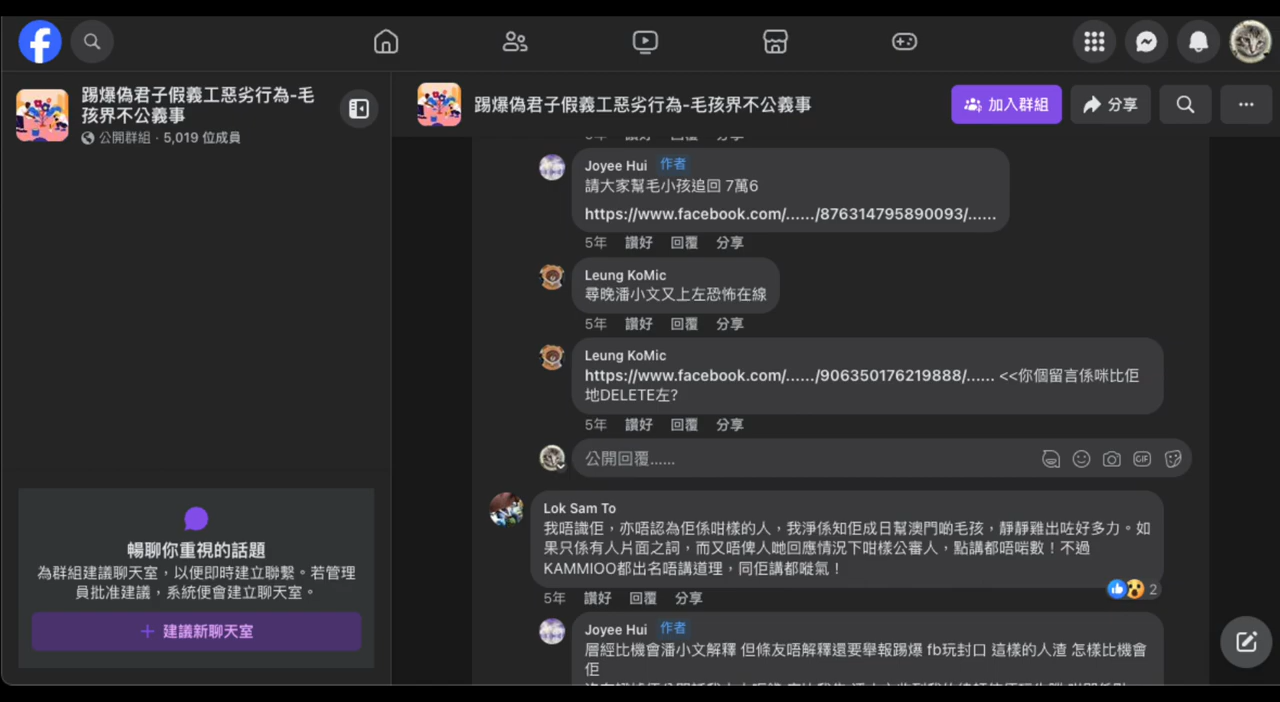 踢爆偽君子假義工惡劣行為-毛
孩界不公義事
公開群組 · 5,019 位成員
踢爆偽君子假義工惡劣行為-毛孩界不公義事
加入群組
分享
5年 讚好 回覆 分享
Joyee Hui 作者
請大家幫毛小孩追回 7萬6
https://www.facebook.com/....../876314795890093/......
5年 讚好 回覆 分享
Leung KoMic
尋晚潘小文又上左恐怖在線
5年 讚好 回覆 分享
Leung KoMic
https://www.facebook.com/....../906350176219888/...... <<你個留言係咪比佢
地DELETE左?
5年 讚好 回覆 分享
公開回覆......
GIF
Lok Sam To
我唔識佢，亦唔認為佢係咁樣的人，我淨係知佢成日幫澳門啲毛孩，靜靜雞出咗好多力。如
果只係有人片面之詞，而又唔俾人哋回應情況下咁樣公審人，點講都唔啱數！不過
KAMMIOO都出名唔講道理，同佢講都嘥氣！
2
5年 讚好 回覆 分享
Joyee Hui 作者
層經比機會潘小文解釋 但條友唔解釋還要舉報踢爆 fb玩封口 這樣的人渣 怎樣比機會
佢
暢聊你重視的話題
為群組建議聊天室，以便即時建立聯繫。若管理
員批准建議，系統便會建立聊天室。
建議新聊天室